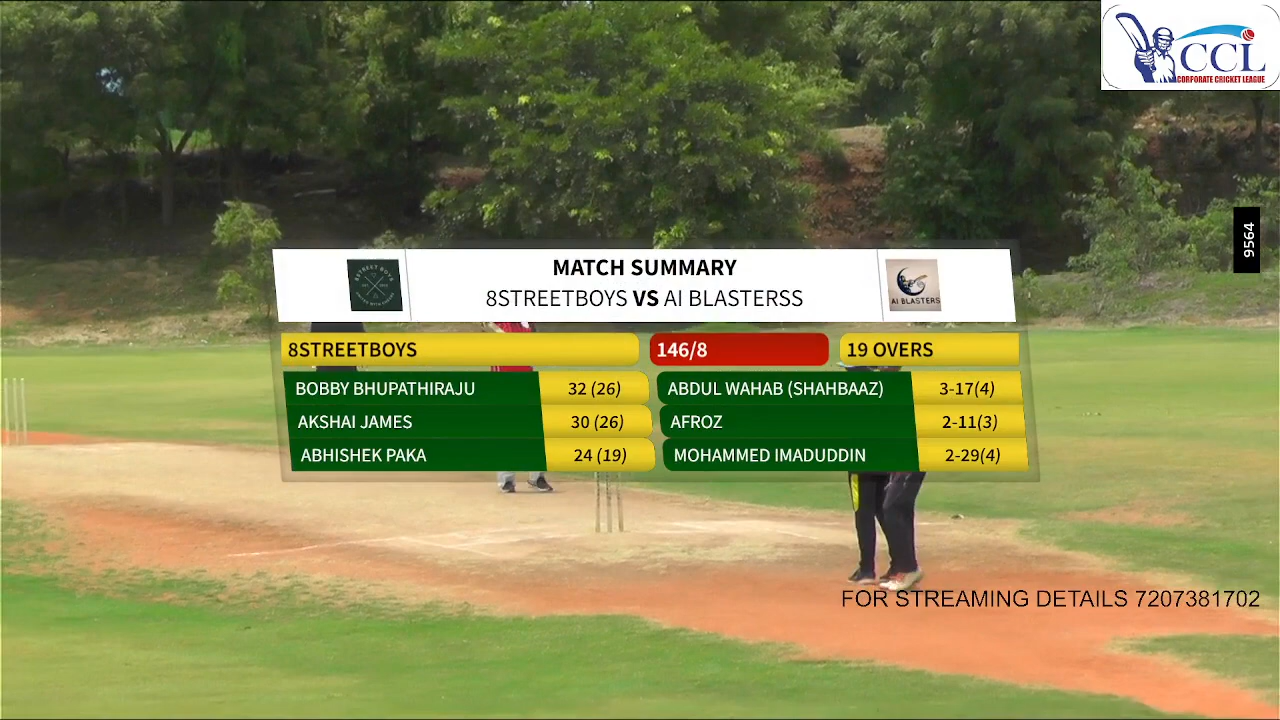 CCL
CORPORATE CRICKET LEAGUE
9564
MATCH SUMMARY
8STREETBOYS VS AI BLASTERSS
AI BLASTERS
8STREETBOYS 146/8 19 OVERS
BOBBY BHUPATHIRAJU 32 (26) ABDUL WAHAB (SHAHBAAZ) 3-17(4)
AKSHAI JAMES 30 (26) AFROZ 2-11(3)
ABHISHEK PAKA 24 (19) MOHAMMED IMADUDDIN 2-29(4)
FOR STREAMING DETAILS 7207381702